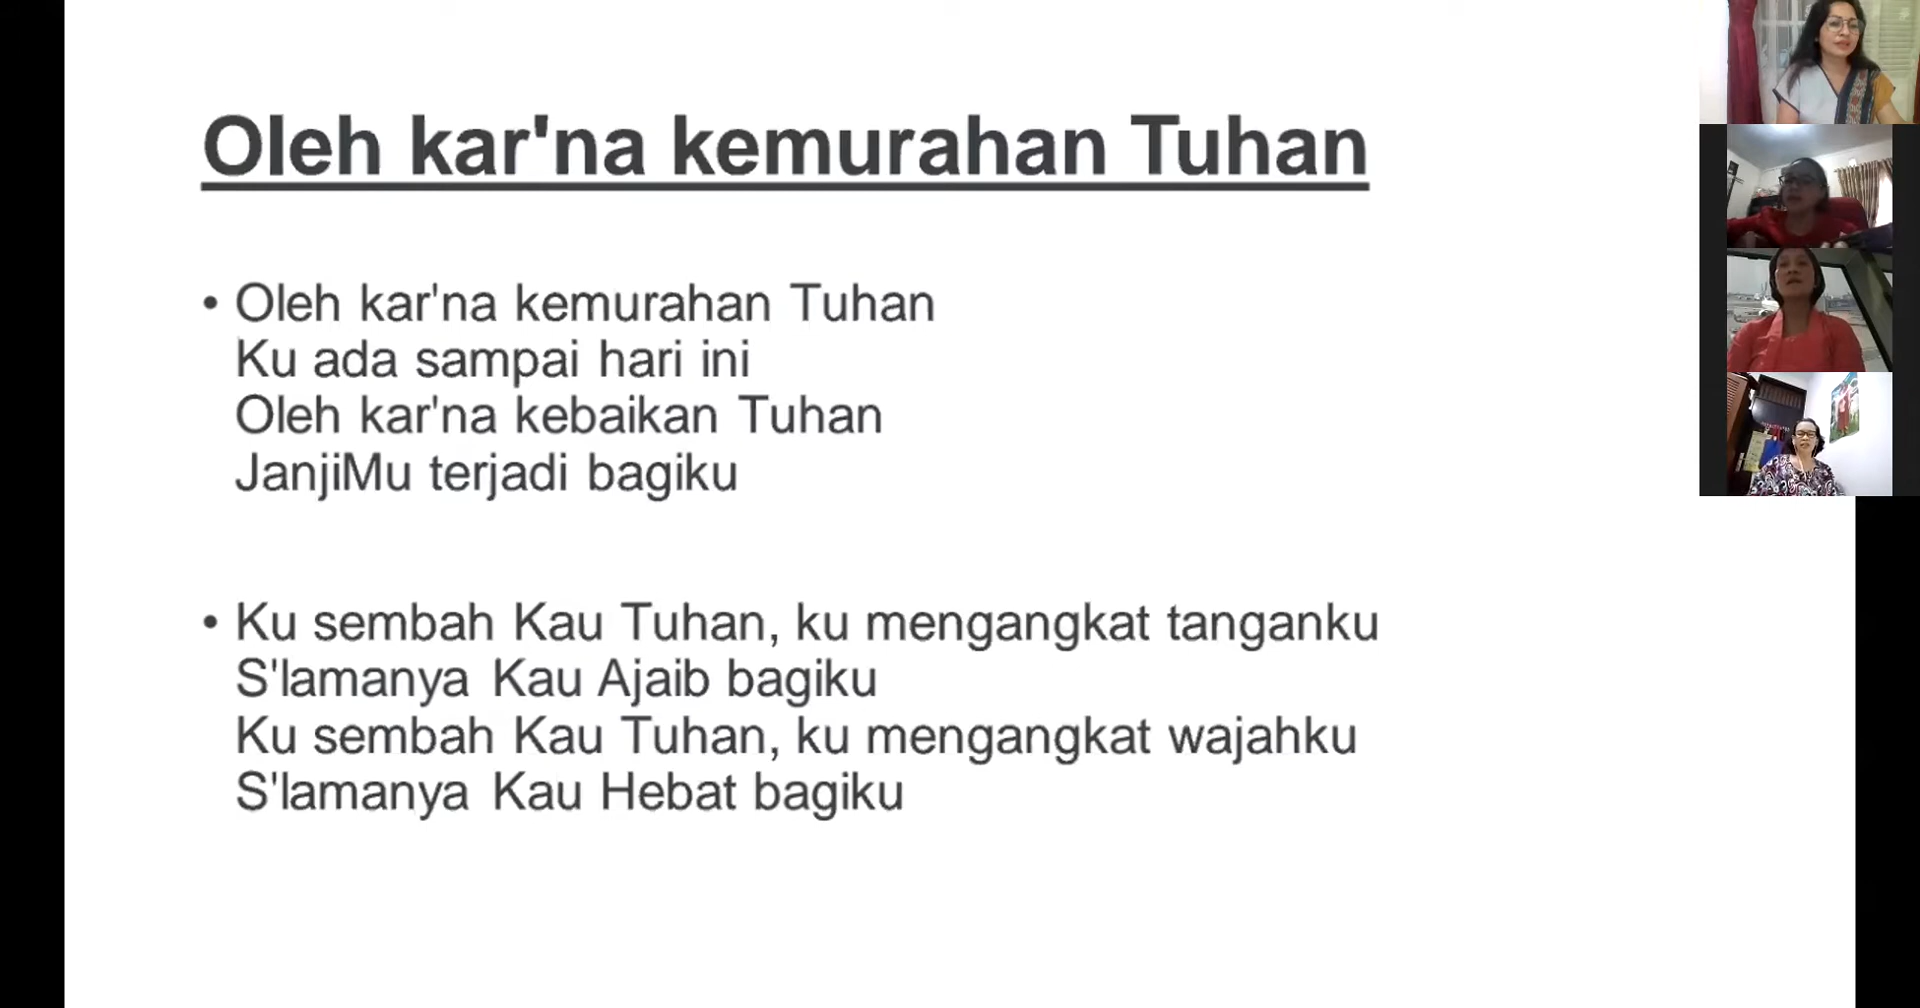 Oleh kar'na kemurahan Tuhan
• Oleh kar'na kemurahan Tuhan
Ku ada sampai hari ini
Oleh kar'na kebaikan Tuhan
JanjiMu terjadi bagiku
• Ku sembah Kau Tuhan, ku mengangkat tanganku
S'lamanya Kau Ajaib bagiku
Ku sembah Kau Tuhan, ku mengangkat wajahku
S'lamanya Kau Hebat bagiku